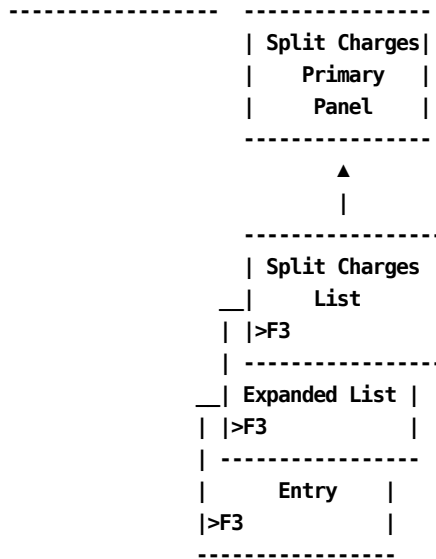 Split Charges
Primary
Panel
Split Charges
List
>F3
Expanded List
>F3
Entry
>F3